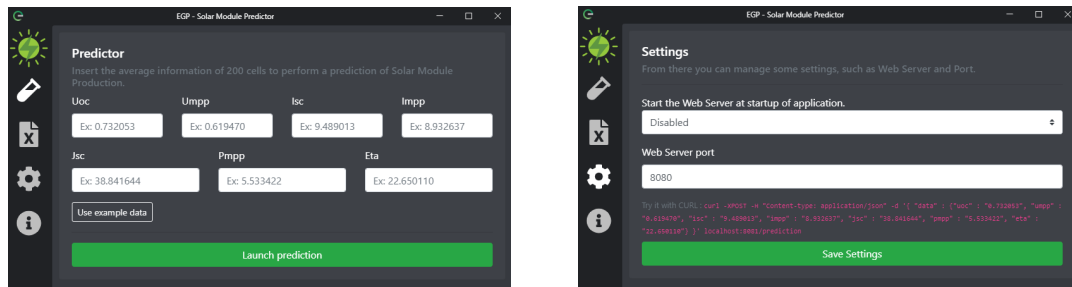 EGP - Solar Module Predictor
Predictor
Insert the average information of 200 cells to perform a prediction of Solar Module
Production.
Uoc Umpp Isc Impp
Ex: 0.732053 Ex: 0.619470 Ex: 9.489013 Ex: 8.932637
Jsc Pmpp Eta
Ex: 38.841644 Ex: 5.533422 Ex: 22.650110
Use example data
Launch prediction
EGP - Solar Module Predictor
Settings
From there you can manage some settings, such as Web Server and Port.
Start the Web Server at startup of application.
Disabled
Web Server port
8080
Try it with CURL : curl -XPOST -H "Content-type: application/json" -d '{ "data" : {"uoc" : "0.732053", "umpp" :
"0.619470", "isc" : "9.489013", "impp" : "8.932637", "jsc" : "38.841644", "pmpp" : "5.533422", "eta" :
"22.650110"} }' localhost:8081/prediction
Save Settings